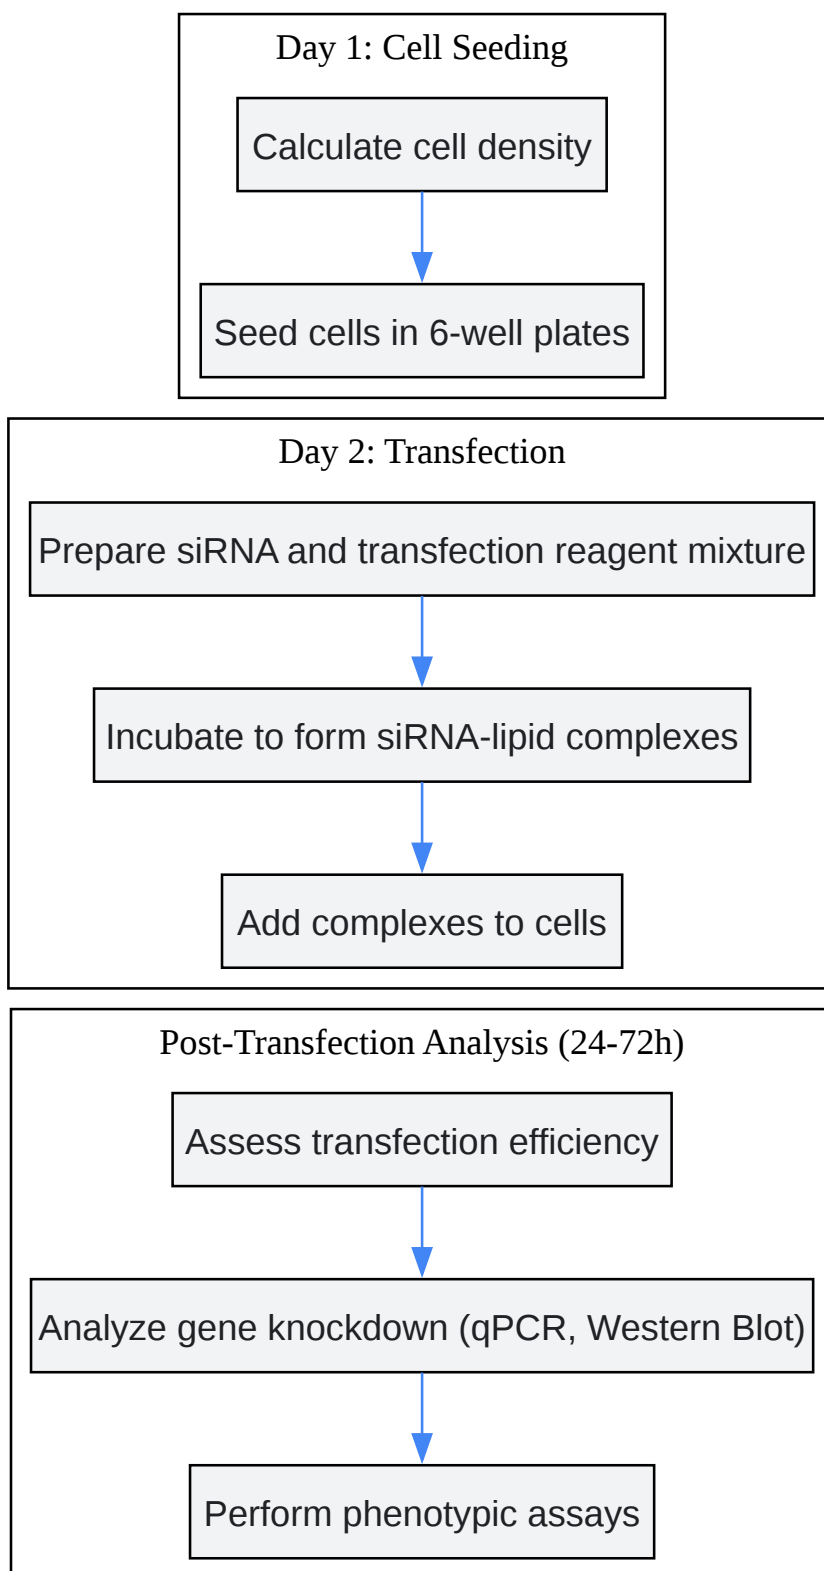 Day 1: Cell Seeding
Calculate cell density
Seed cells in 6-well plates
Day 2: Transfection
Prepare siRNA and transfection reagent mixture
Incubate to form siRNA-lipid complexes
Add complexes to cells
Post-Transfection Analysis (24-72h)
Assess transfection efficiency
Analyze gene knockdown (qPCR, Western Blot)
Perform phenotypic assays